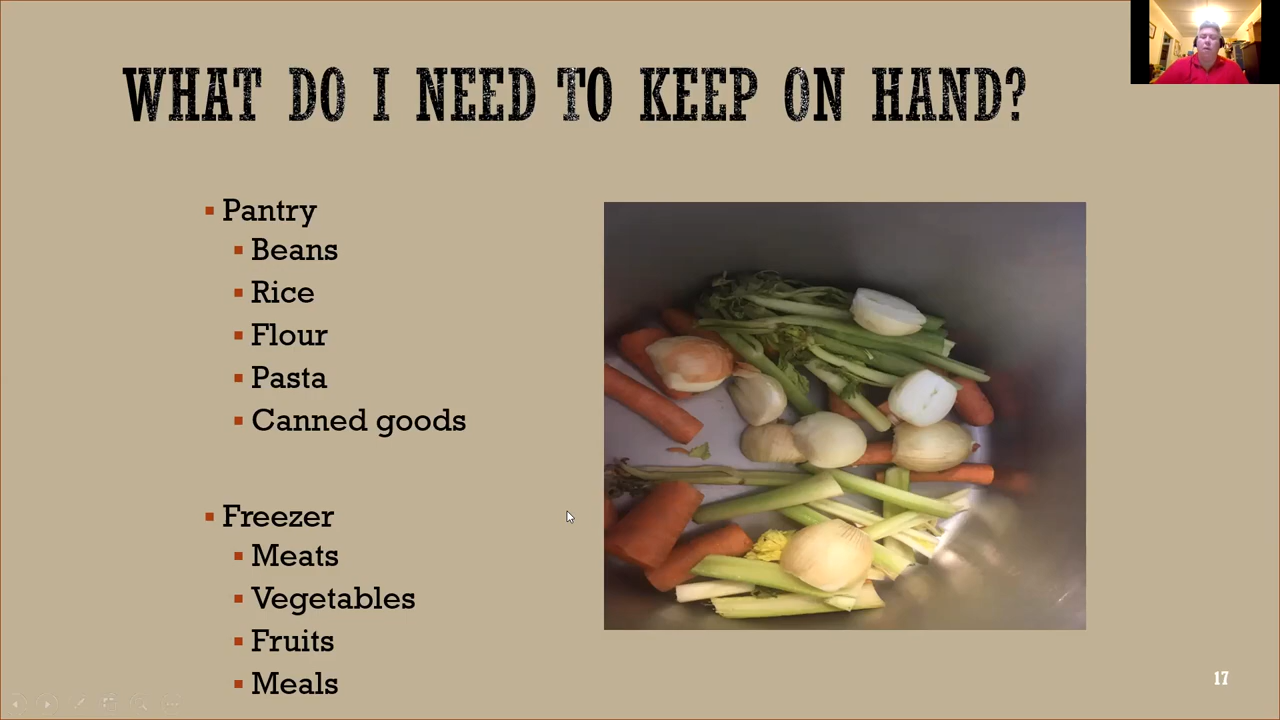 WHAT DO I NEED TO KEEP ON HAND?
Pantry
Beans
Rice
Flour
Pasta
Canned goods
Freezer
Meats
Vegetables
Fruits
Meals
17